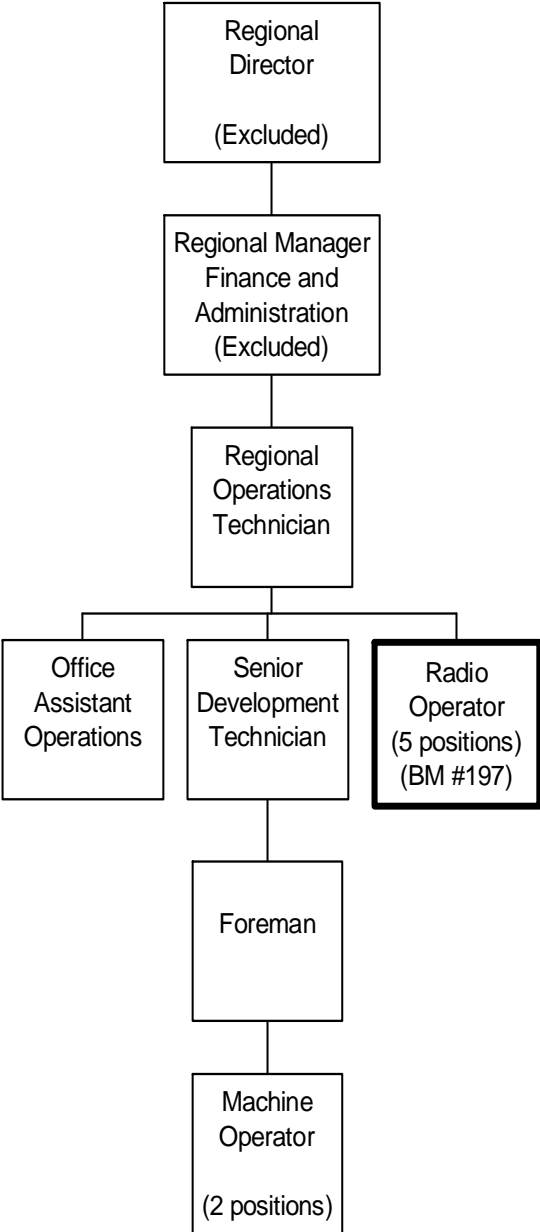 Regional
Director
(Excluded)
Regional Manager
Finance and
Administration
(Excluded)
Regional
Operations
Technician
Office
Assistant
Operations
Senior
Development
Technician
Radio
Operator
(5 positions)
(BM #197)
Foreman
Machine
Operator
(2 positions)